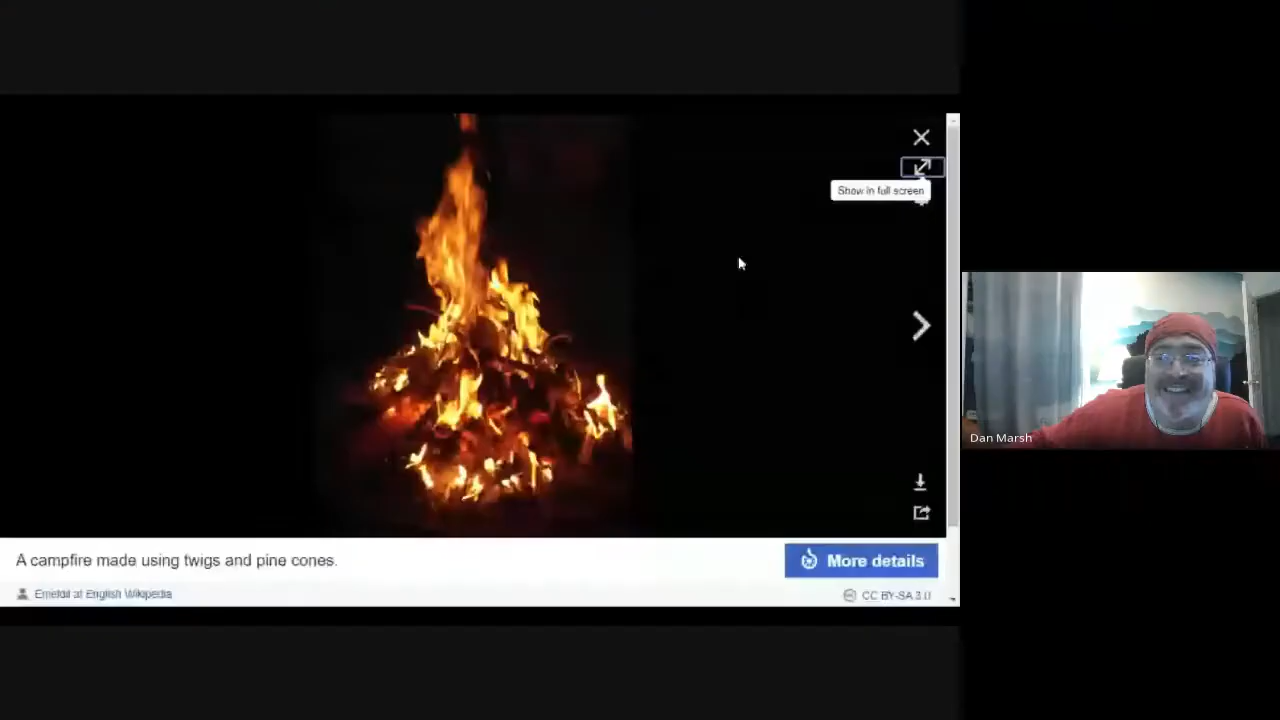 Show in full screen
A campfire made using twigs and pine cones.
More details
at English Wikipedia
CC BY-SA 3.0
Dan Marsh